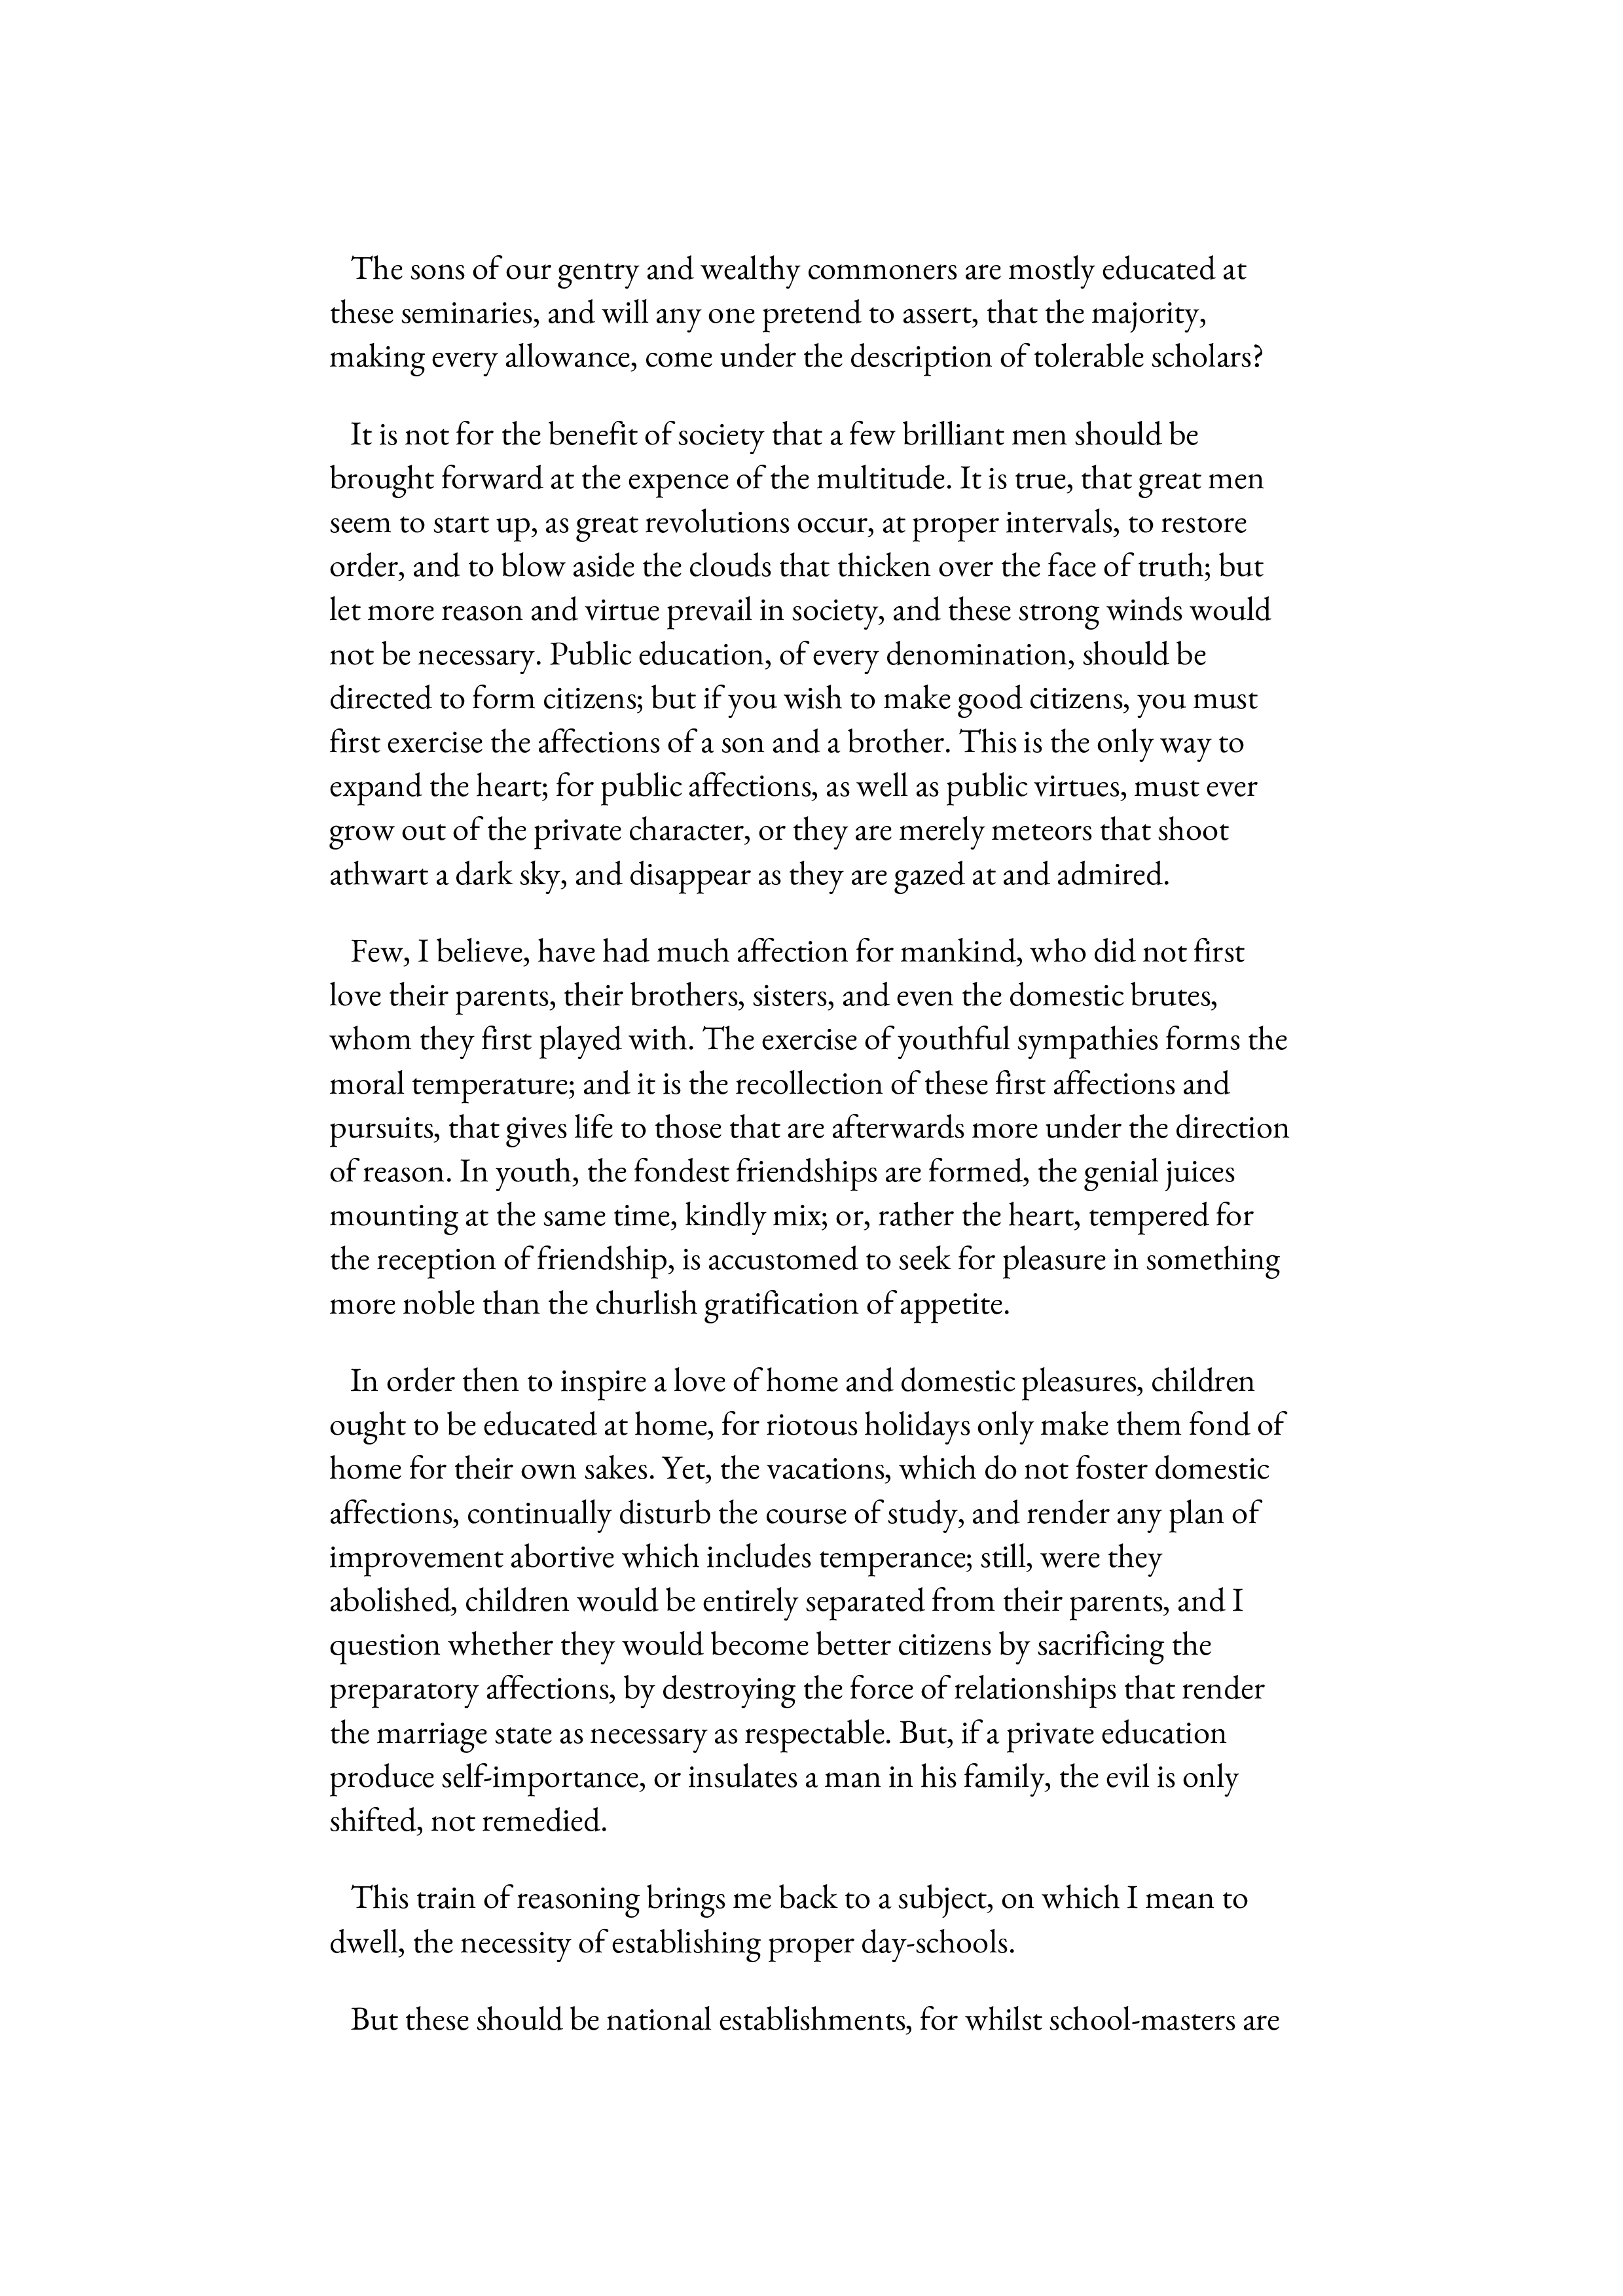 The sons of our gentry and wealthy commoners are mostly educated at
these seminaries, and will any one pretend to assert, that the majority,
making every allowance, come under the description of tolerable scholars?
It is not for the benefit of society that a few brilliant men should be
brought forward at the expence of the multitude. It is true, that great men
seem to start up, as great revolutions occur, at proper intervals, to restore
order, and to blow aside the clouds that thicken over the face of truth; but
let more reason and virtue prevail in society, and these strong winds would
not be necessary. Public education, of every denomination, should be
directed to form citizens; but if you wish to make good citizens, you must
first exercise the affections of a son and a brother. This is the only way to
expand the heart; for public affections, as well as public virtues, must ever
grow out of the private character, or they are merely meteors that shoot
athwart a dark sky, and disappear as they are gazed at and admired.
Few, I believe, have had much affection for mankind, who did not first
love their parents, their brothers, sisters, and even the domestic brutes,
whom they first played with. The exercise of youthful sympathies forms the
moral temperature; and it is the recollection of these first affections and
pursuits, that gives life to those that are afterwards more under the direction
of reason. In youth, the fondest friendships are formed, the genial juices
mounting at the same time, kindly mix; or, rather the heart, tempered for
the reception of friendship, is accustomed to seek for pleasure in something
more noble than the churlish gratification of appetite.
In order then to inspire a love of home and domestic pleasures, children
ought to be educated at home, for riotous holidays only make them fond of
home for their own sakes. Yet, the vacations, which do not foster domestic
affections, continually disturb the course of study, and render any plan of
improvement abortive which includes temperance; still, were they
abolished, children would be entirely separated from their parents, and I
question whether they would become better citizens by sacrificing the
preparatory affections, by destroying the force of relationships that render
the marriage state as necessary as respectable. But, if a private education
produce self-importance, or insulates a man in his family, the evil is only
shifted, not remedied.
This train of reasoning brings me back to a subject, on which I mean to
dwell, the necessity of establishing proper day-schools.
But these should be national establishments, for whilst school-masters are